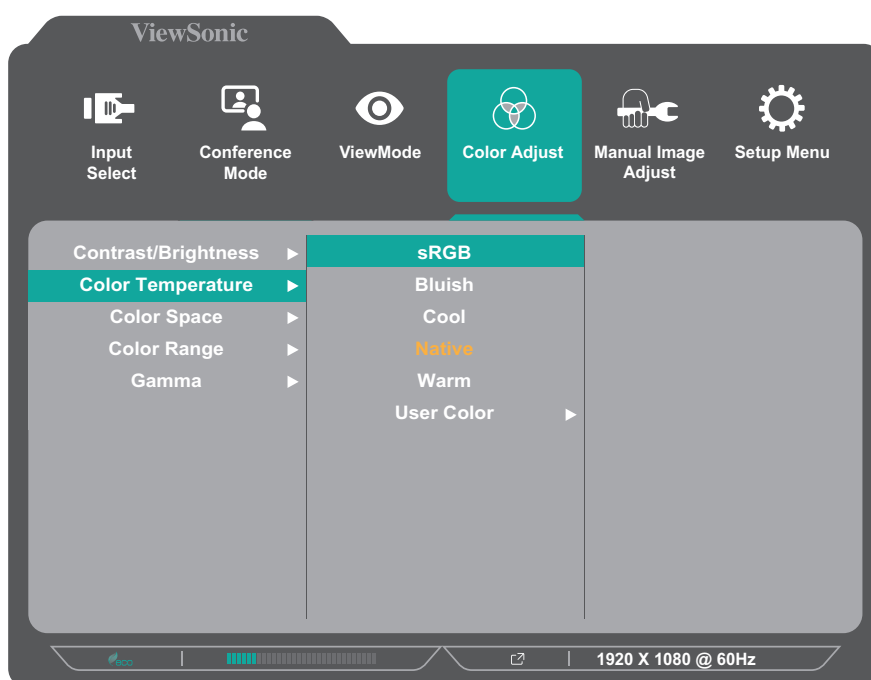 ViewSonic
Input
Select
Conference
Mode
ViewMode
Color Adjust
Manual Image
Adjust
Setup Menu
Contrast/Brightness
Color Temperature
Color Space
Color Range
Gamma
sRGB
Bluish
Cool
Native
Warm
User Color
eco
1920 X 1080 @ 60Hz